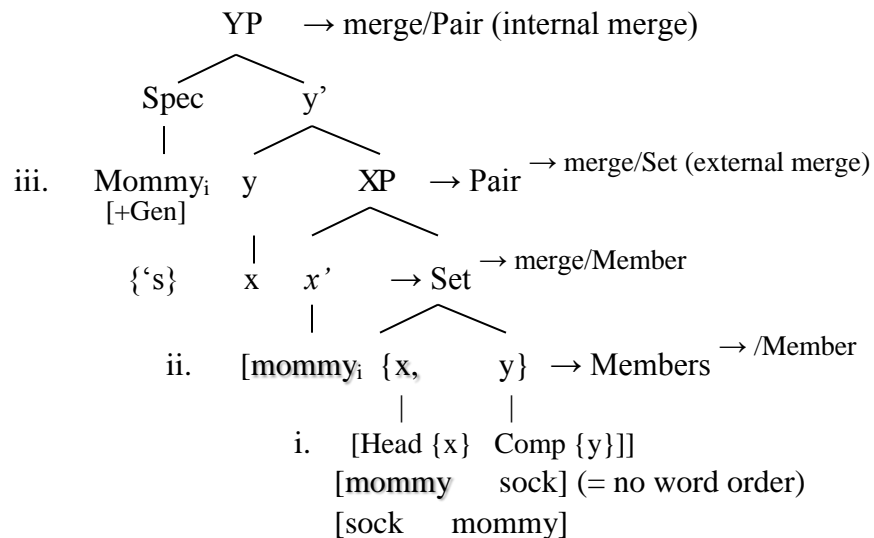 YP → merge/Pair (internal merge)
Spec y’
iii. Mommyᵢ y XP → Pair → merge/Set (external merge)
[+Gen]
{‘s} x x’ → Set → merge/Member
ii. [mommyᵢ {x, y} → Members → /Member
i. [Head {x} Comp {y}]]
[mommy sock] (= no word order)
[sock mommy]